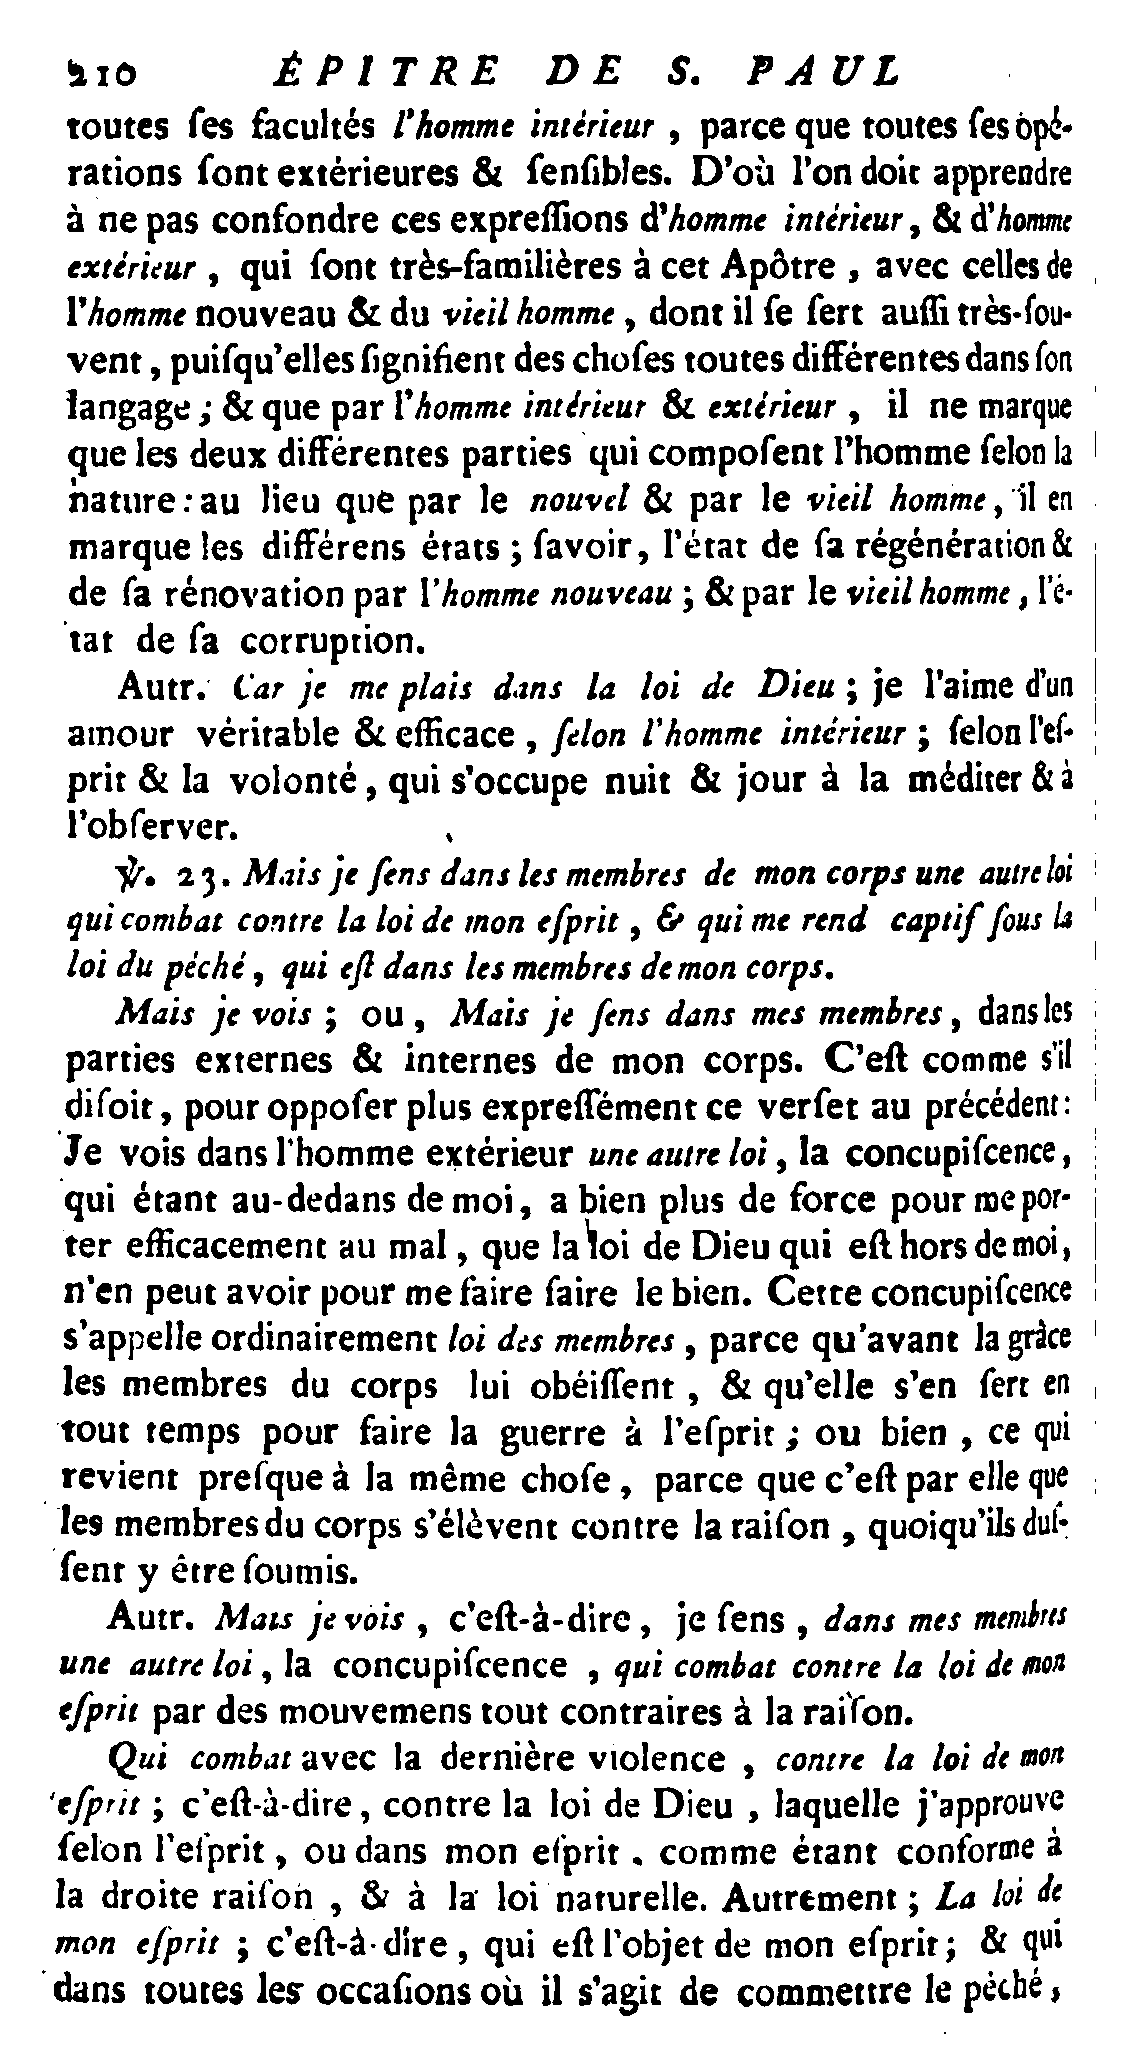 210 ÉPITRE DE S. PAUL
toutes ſes facultés l'homme intérieur, parce que toutes ſes opé-
rations ſont extérieures & ſenſibles. D'où l'on doit apprendre
à ne pas confondre ces expreſſions d'homme intérieur, & d'homme
extérieur, qui ſont très-familières à cet Apôtre, avec celles de
l'homme nouveau & du vieil homme, dont il ſe ſert auſſi très-ſou-
vent, puiſqu'elles ſignifient des choſes toutes différentes dans ſon
langage; & que par l'homme intérieur & extérieur, il ne marque
que les deux différentes parties qui compoſent l'homme ſelon la
nature: au lieu que par le nouvel & par le vieil homme, il en
marque les différens états; ſavoir, l'état de ſa régénération &
de ſa rénovation par l'homme nouveau; & par le vieil homme, l'é-
tat de ſa corruption.
Autr. Car je me plais dans la loi de Dieu; je l'aime d'un
amour véritable & efficace, ſelon l'homme intérieur; ſelon l'eſ-
prit & la volonté, qui s'occupe nuit & jour à la méditer & à
l'obſerver.
℣. 23. Mais je ſens dans les membres de mon corps une autre loi
qui combat contre la loi de mon eſprit, & qui me rend captif ſous la
loi du péché, qui eſt dans les membres de mon corps.
Mais je vois; ou, Mais je ſens dans mes membres, dans les
parties externes & internes de mon corps. C'eſt comme s'il
diſoit, pour oppoſer plus expreſſément ce verſet au précédent:
Je vois dans l'homme extérieur une autre loi, la concupiſcence,
qui étant au-dedans de moi, a bien plus de force pour me por-
ter efficacement au mal, que la loi de Dieu qui eſt hors de moi,
n'en peut avoir pour me faire faire le bien. Cette concupiſcence
s'appelle ordinairement loi des membres, parce qu'avant la grâce
les membres du corps lui obéiſſent, & qu'elle s'en ſert en
tout temps pour faire la guerre à l'eſprit; ou bien, ce qui
revient preſque à la même choſe, parce que c'eſt par elle que
les membres du corps s'élèvent contre la raiſon, quoiqu'ils duſ-
ſent y être ſoumis.
Autr. Mais je vois, c'eſt-à-dire, je ſens, dans mes membres
une autre loi, la concupiſcence, qui combat contre la loi de mon
eſprit par des mouvemens tout contraires à la raiſon.
Qui combat avec la dernière violence, contre la loi de mon
eſprit; c'eſt-à-dire, contre la loi de Dieu, laquelle j'approuve
ſelon l'eſprit, ou dans mon eſprit, comme étant conforme à
la droite raiſon, & à la loi naturelle. Autrement; La loi de
mon eſprit; c'eſt-à-dire, qui eſt l'objet de mon eſprit; & qui
dans toutes les occaſions où il s'agit de commettre le péché,